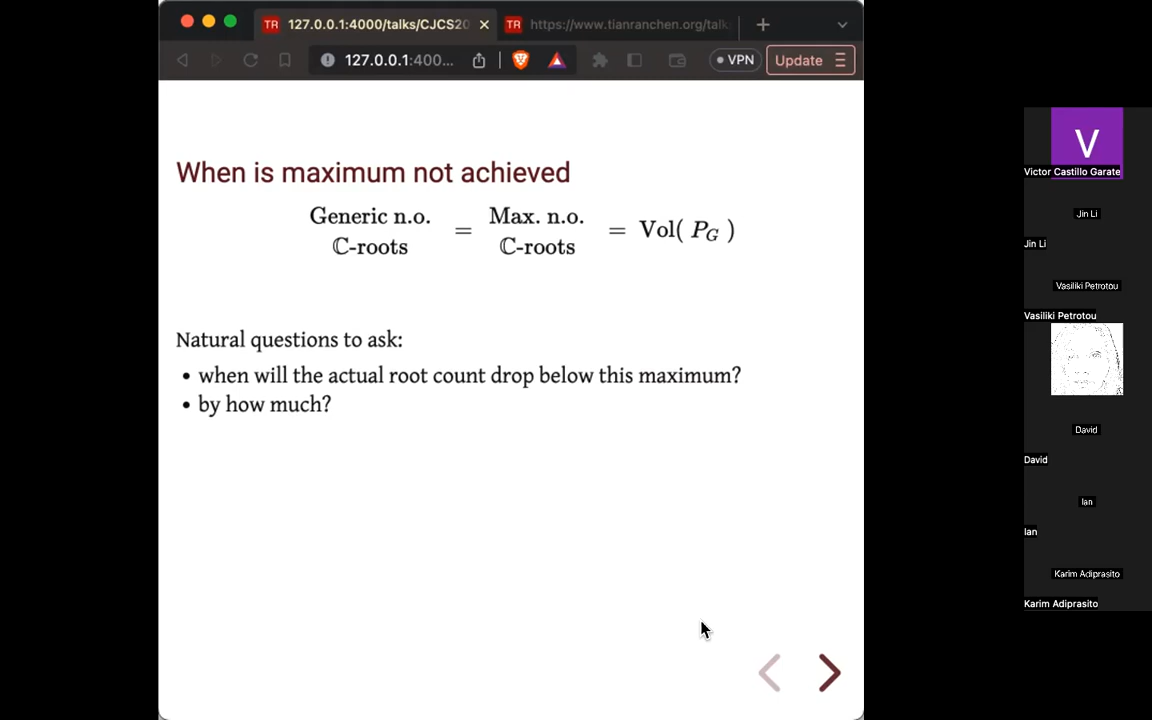 TR 127.0.0.1:4000/talks/CJCS20
TR https://www.tianranchen.org/talk
127.0.0.1:400...
VPN
Update
When is maximum not achieved
Generic n.o. ℂ-roots = Max. n.o. ℂ-roots = Vol( P_G )
Natural questions to ask:
• when will the actual root count drop below this maximum?
• by how much?
V
Victor Castillo Garate
Jin Li
Jin Li
Vasiliki Petrotou
Vasiliki Petrotou
David
David
Ian
Ian
Karim Adiprasito
Karim Adiprasito